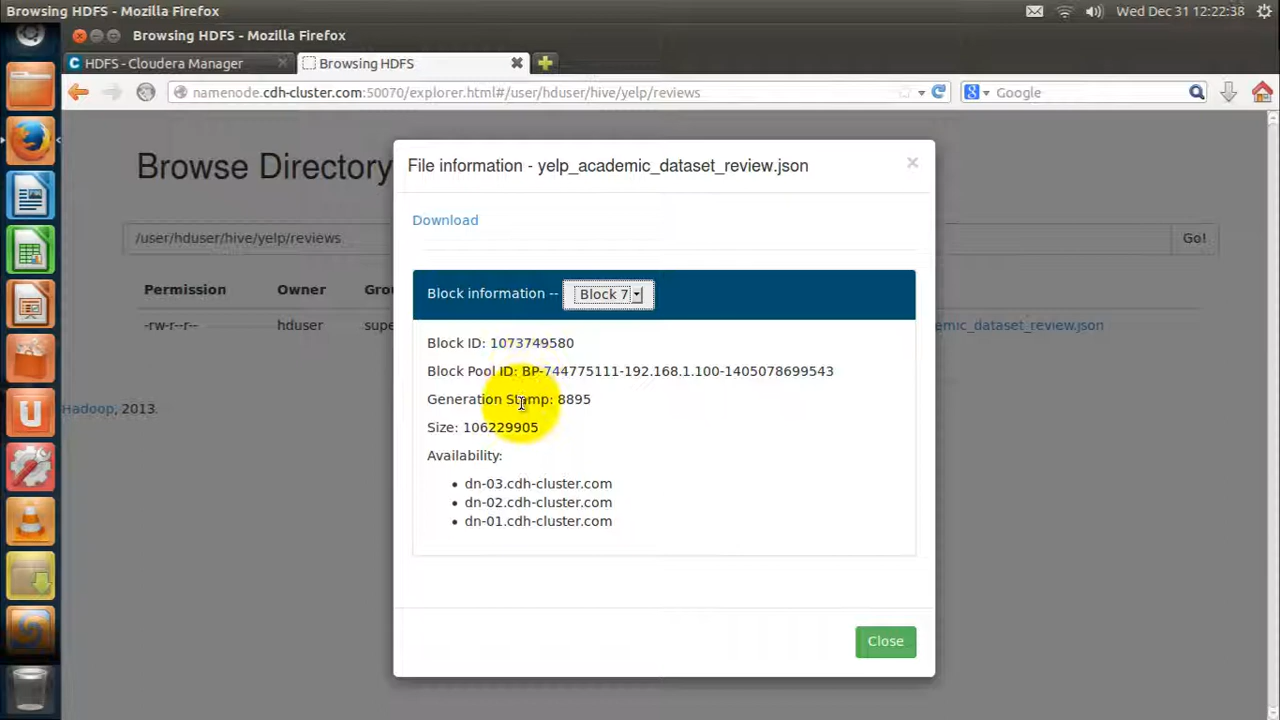 Browsing HDFS - Mozilla Firefox
Wed Dec 31 12:22:38
Browsing HDFS - Mozilla Firefox
HDFS - Cloudera Manager
Browsing HDFS
namenode.cdh-cluster.com:50070/explorer.html#/user/hduser/hive/yelp/reviews
Google
Browse Directory
File information - yelp_academic_dataset_review.json
×
Download
/user/hduser/hive/yelp/reviews
Go!
Block information --
Block 7
Permission
Owner
-rw-r--r--
hduser
Block ID: 1073749580
Block Pool ID: BP-744775111-192.168.1.100-1405078699543
Generation Stamp: 8895
Size: 106229905
Availability:
dn-03.cdh-cluster.com
dn-02.cdh-cluster.com
dn-01.cdh-cluster.com
Hadoop, 2013.
Close